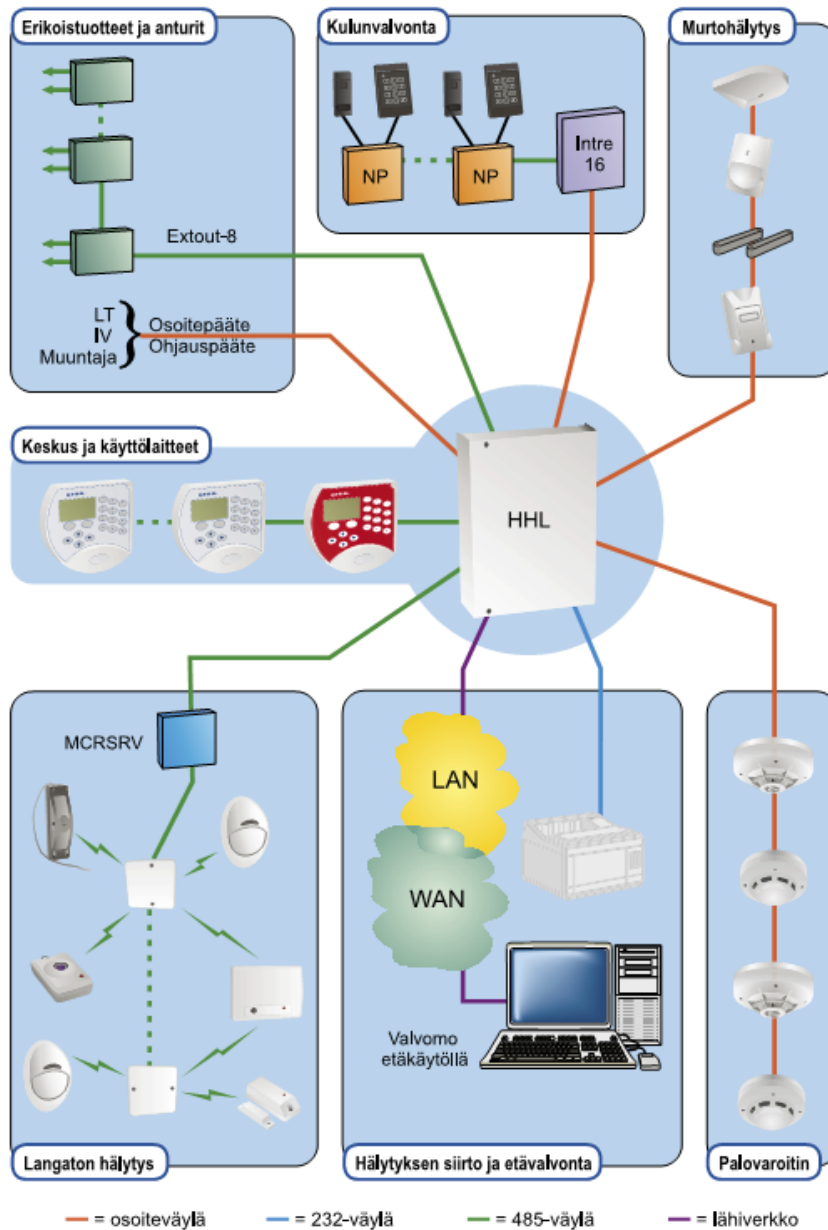 Erikoistuotteet ja anturit
Extout-8
LT
IV
Muuntaja
Osoitepääte
Ohjauspääte
Kulunvalvonta
NP
NP
Intre
16
Murtohälytys
Keskus ja käyttölaitteet
HHL
MCRSRV
Langaton hälytys
LAN
WAN
Valvomo
etäkäytöllä
Hälytyksen siirto ja etävalvonta
Palovaroitin
= osoiteväylä
= 232-väylä
= 485-väylä
= lähiverkko